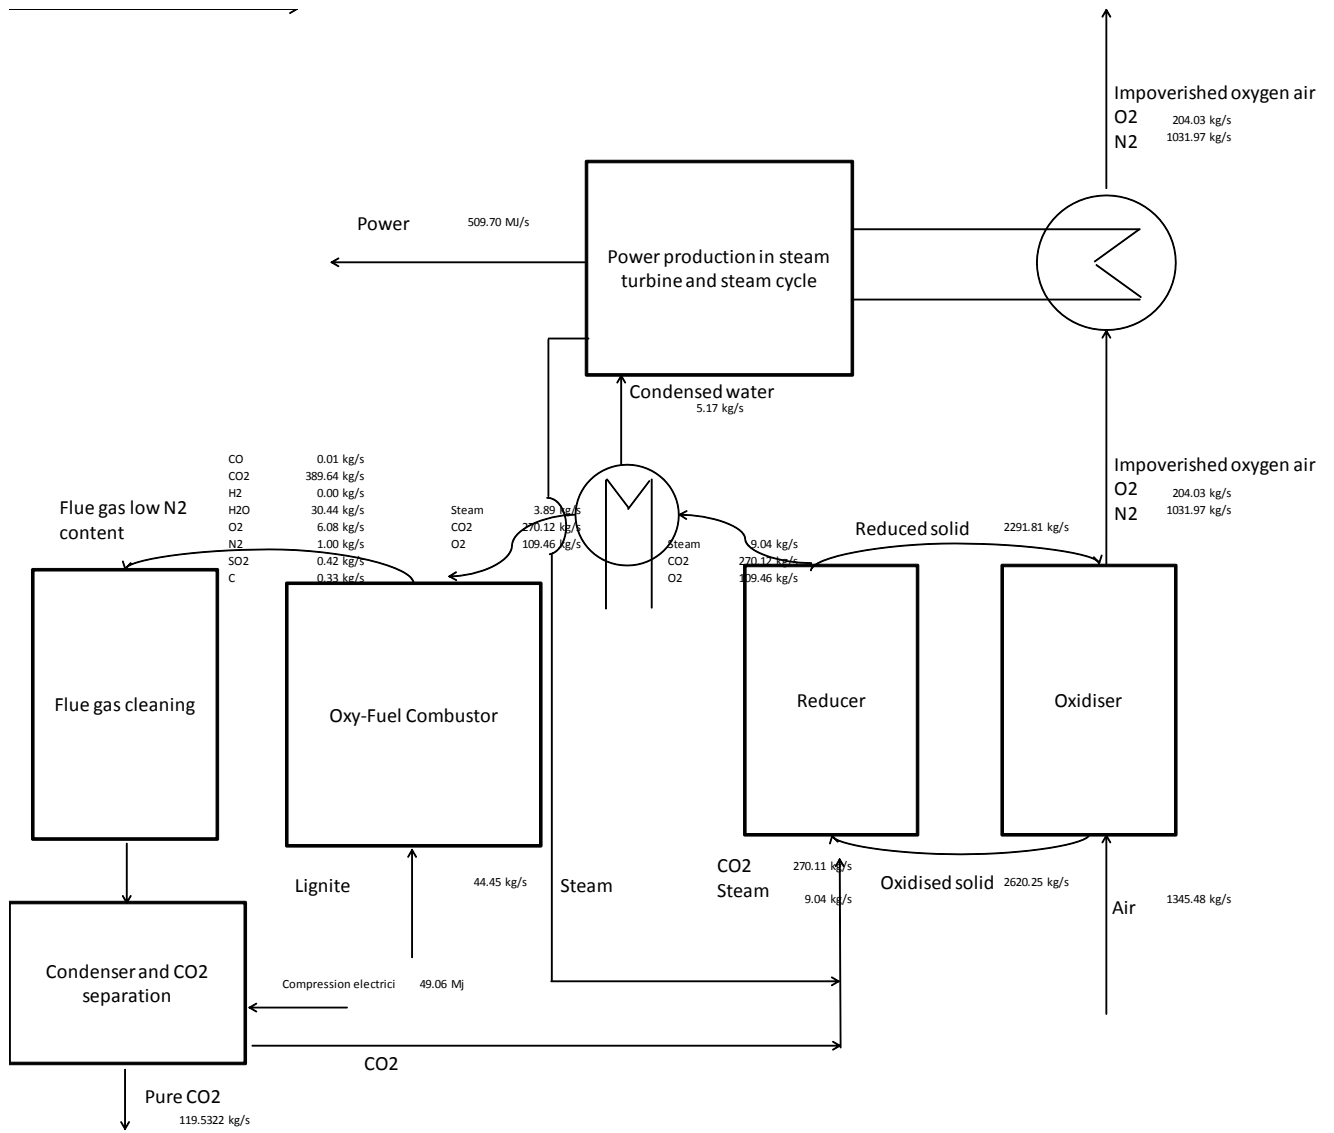 Impoverished oxygen air
O2 204.03 kg/s
N2 1031.97 kg/s
Power 509.70 MJ/s
Power production in steam
turbine and steam cycle
Condensed water
5.17 kg/s
CO 0.01 kg/s
CO2 389.64 kg/s
H2 0.00 kg/s
H2O 30.44 kg/s
O2 6.08 kg/s
N2 1.00 kg/s
SO2 0.42 kg/s
C 0.33 kg/s
Flue gas low N2
content
Steam 3.89 kg/s
CO2 270.12 kg/s
O2 109.46 kg/s
Steam 9.04 kg/s
CO2 270.12 kg/s
O2 109.46 kg/s
Reduced solid 2291.81 kg/s
Impoverished oxygen air
O2 204.03 kg/s
N2 1031.97 kg/s
Flue gas cleaning
Oxy-Fuel Combustor
Reducer
Oxidiser
Lignite 44.45 kg/s
Steam
CO2 270.11 kg/s
Steam 9.04 kg/s
Oxidised solid 2620.25 kg/s
Air 1345.48 kg/s
Condenser and CO2
separation
Compression electrici 49.06 Mj
CO2
Pure CO2
119.5322 kg/s